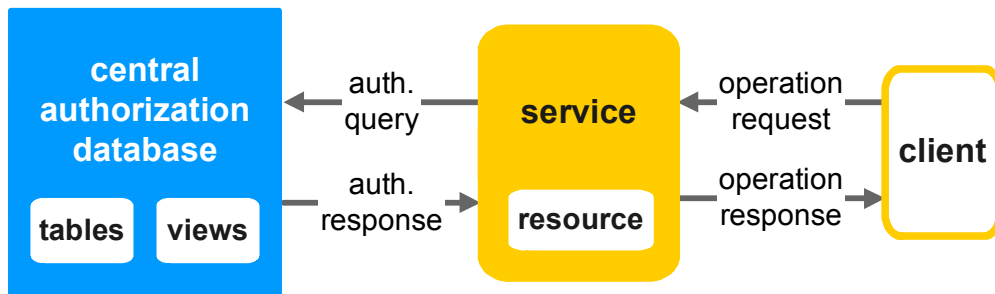 central
authorization
database
tables
views
auth.
query
auth.
response
service
resource
operation
request
operation
response
client